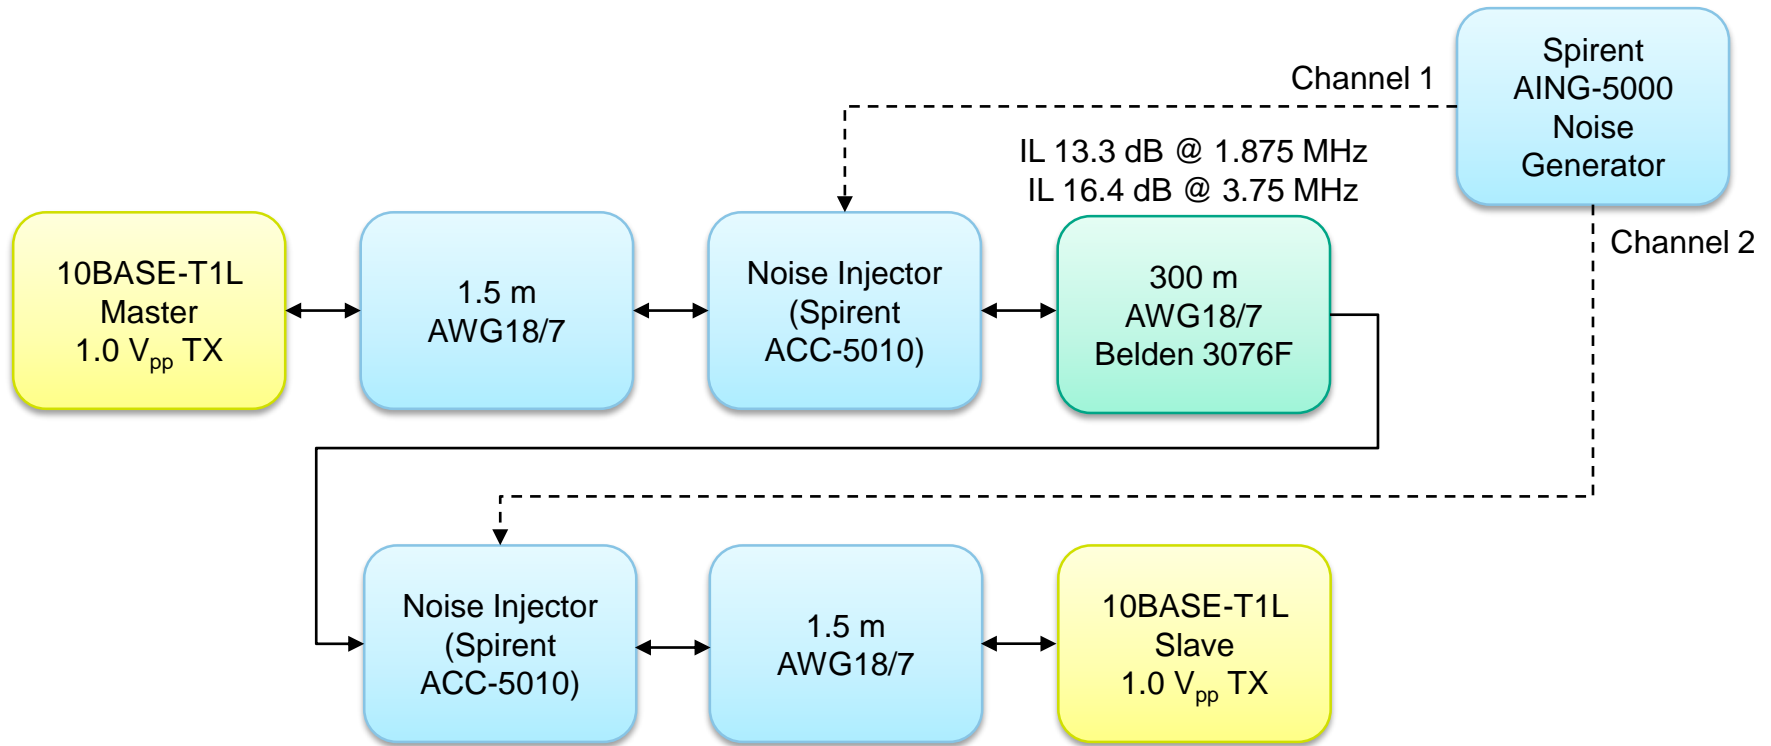 Spirent
AING-5000
Noise
Generator
Channel 1
IL 13.3 dB @ 1.875 MHz
IL 16.4 dB @ 3.75 MHz
Channel 2
10BASE-T1L
Master
1.0 Vpp TX
1.5 m
AWG18/7
Noise Injector
(Spirent
ACC-5010)
300 m
AWG18/7
Belden 3076F
Noise Injector
(Spirent
ACC-5010)
1.5 m
AWG18/7
10BASE-T1L
Slave
1.0 Vpp TX